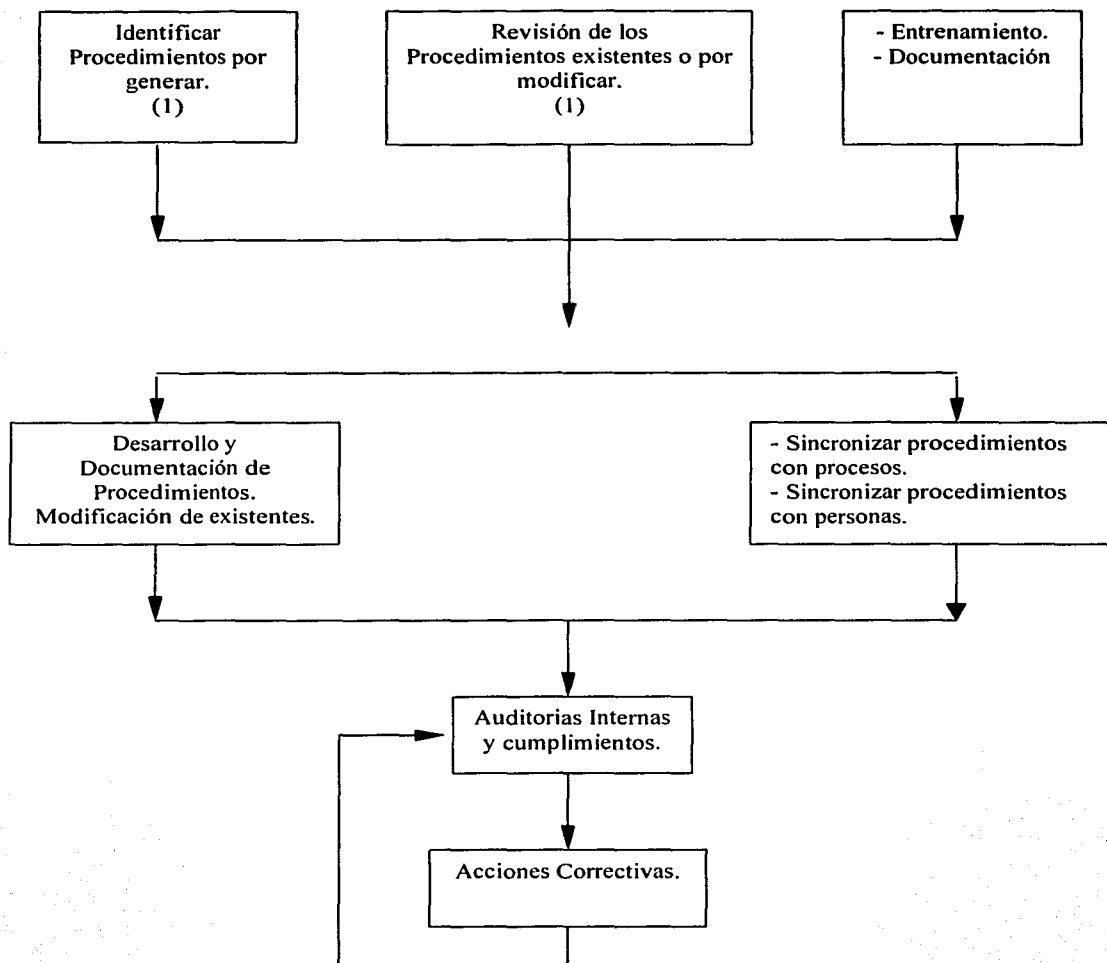 Identificar
Procedimientos por
generar.
(1)
Revisión de los
Procedimientos existentes o por
modificar.
(1)
- Entrenamiento.
- Documentación
Desarrollo y
Documentación de
Procedimientos.
Modificación de existentes.
- Sincronizar procedimientos
con procesos.
- Sincronizar procedimientos
con personas.
Auditorias Internas
y cumplimientos.
Acciones Correctivas.